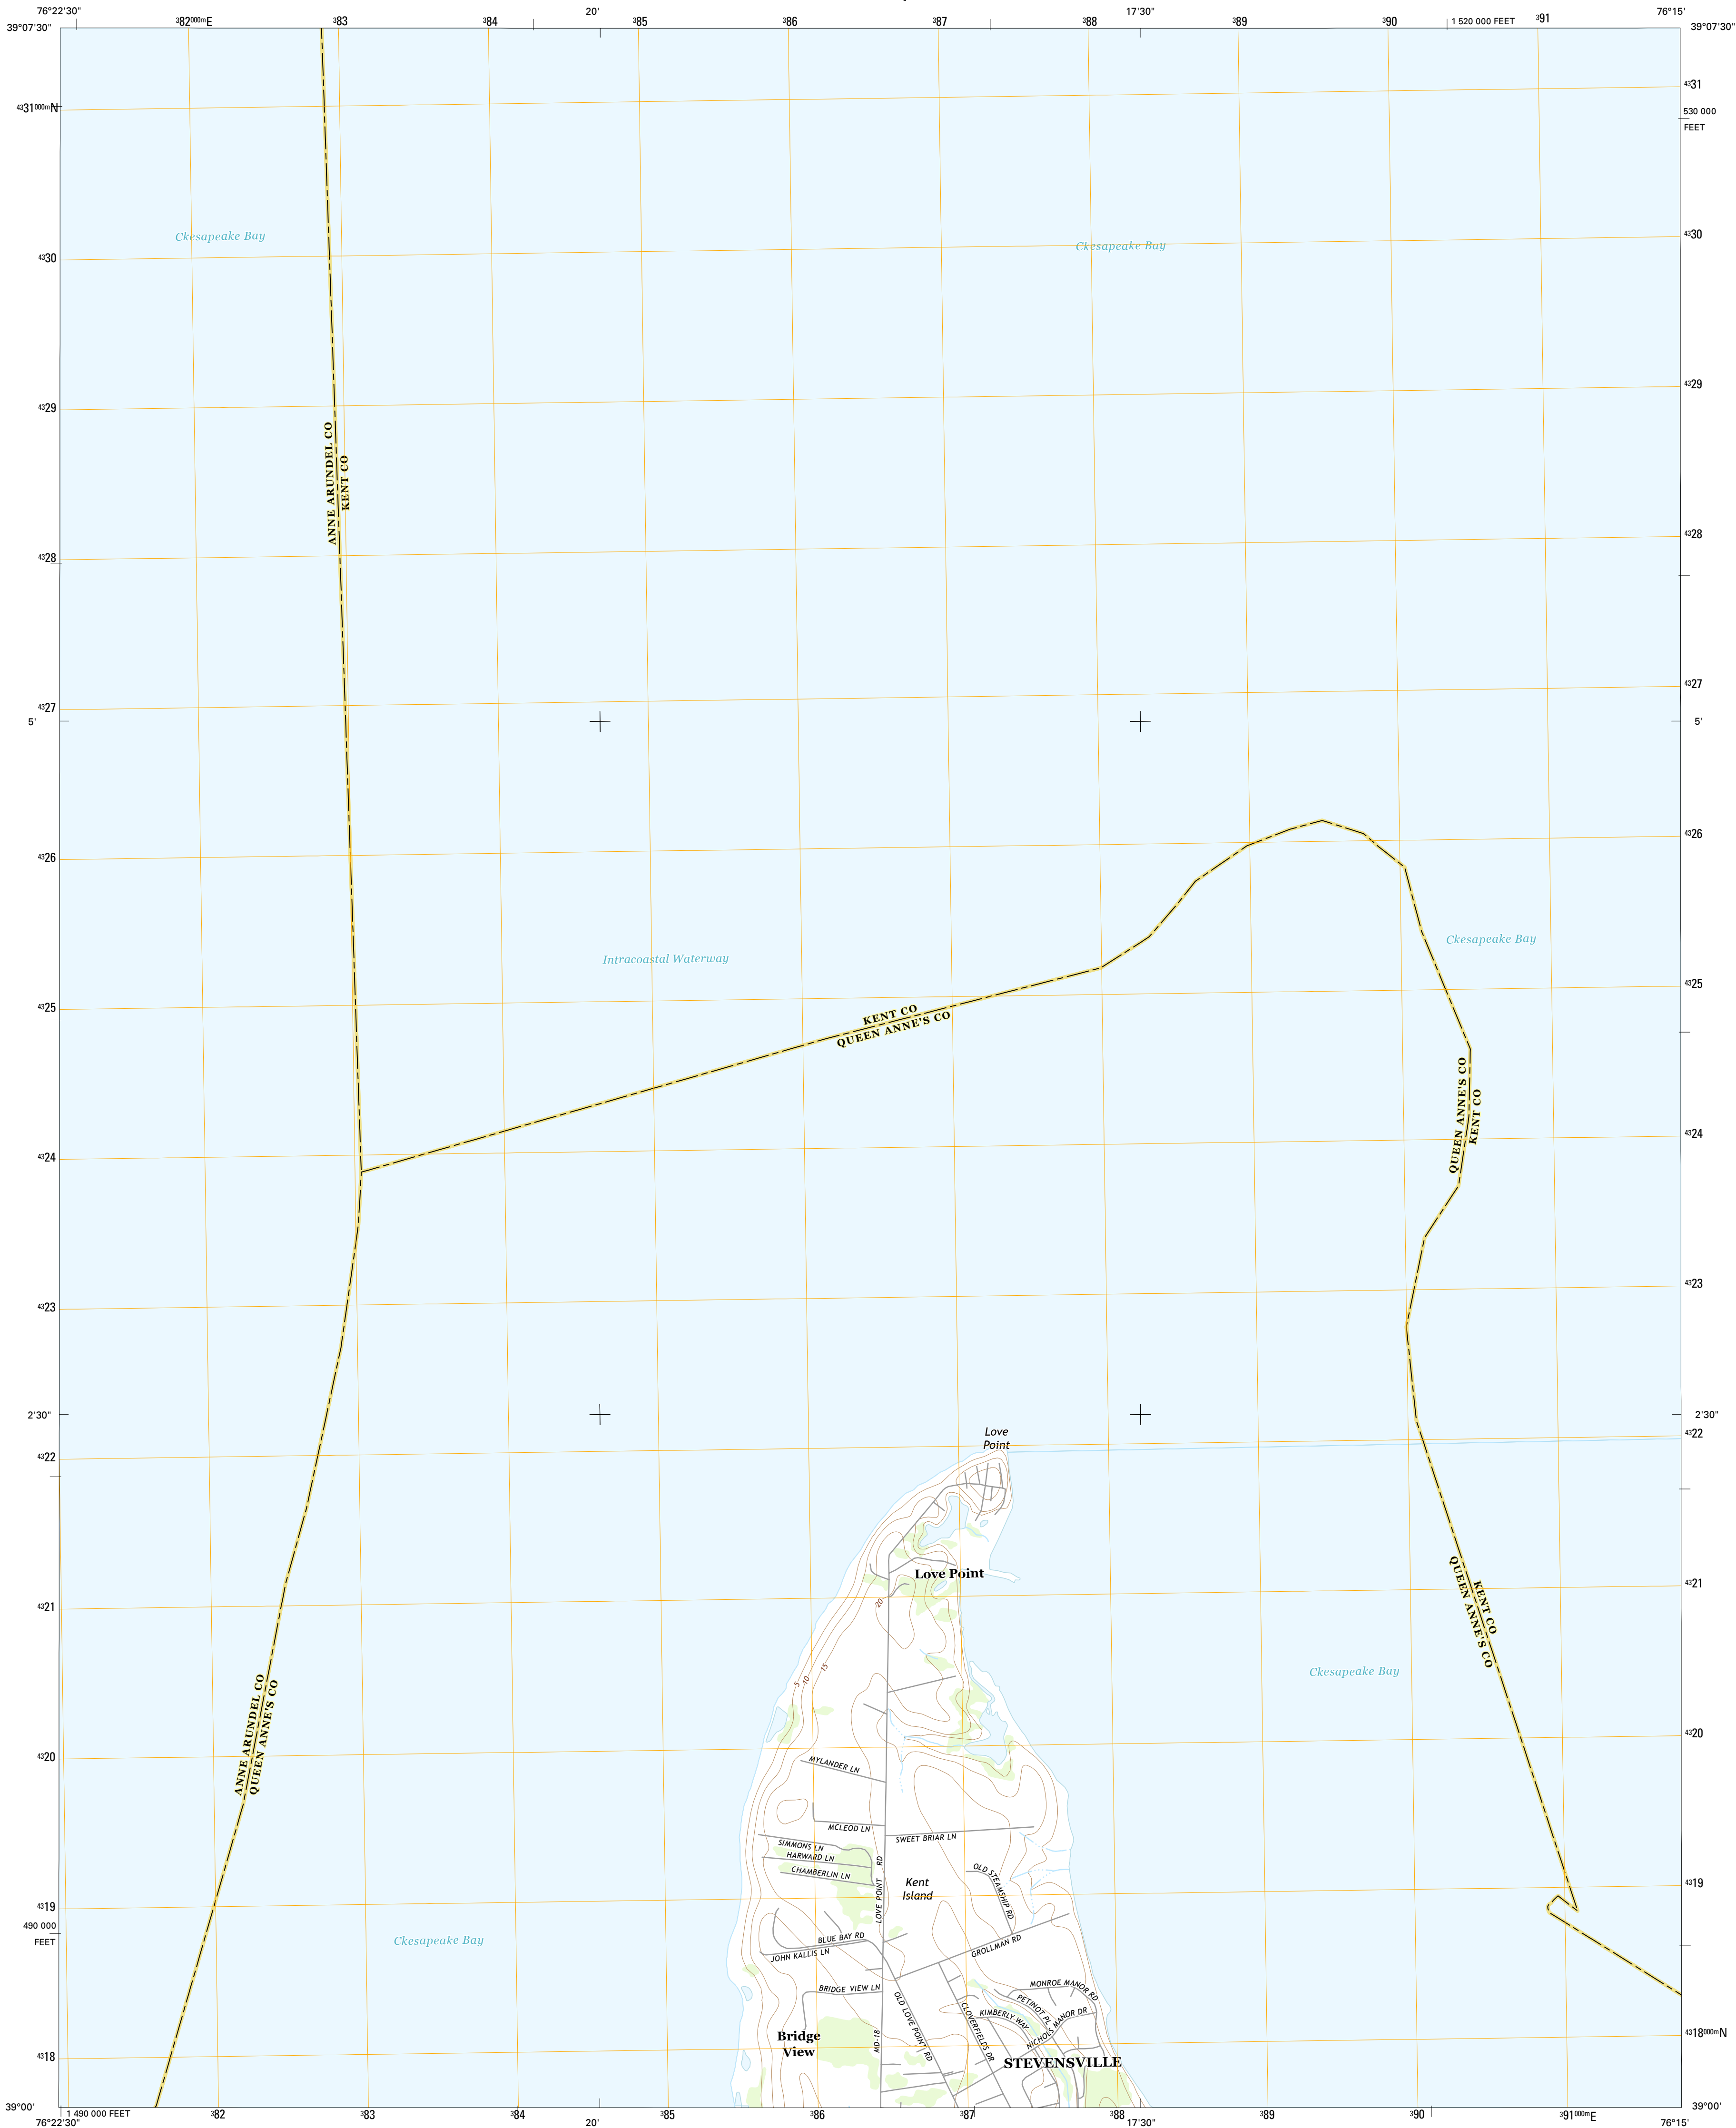 76°22'30" ³82⁰⁰⁰ᵐE ³83 ³84 20' ³85 ³86 ³87 ³88 17'30" ³89 ³90 1 520 000 FEET ³91 76°15'
39°07'30" 39°07'30"
⁴³31
⁴³31⁰⁰⁰ᵐN
530 000
FEET
⁴³30
Ckesapeake Bay
Ckesapeake Bay
⁴³30
⁴³29
⁴³29
ANNE ARUNDEL CO
KENT CO
⁴³28
⁴³28
⁴³27
⁴³27
5' 5'
⁴³26
⁴³26
Ckesapeake Bay
Intracoastal Waterway
⁴³25
⁴³25
KENT CO
QUEEN ANNE'S CO
QUEEN ANNE'S CO
KENT CO
⁴³24
⁴³24
⁴³23
⁴³23
2'30" 2'30"
Love
Point
⁴³22
⁴³22
Love Point
⁴³21
⁴³21
20
KENT CO
QUEEN ANNE'S CO
5
10
15
Ckesapeake Bay
ANNE ARUNDEL CO
QUEEN ANNE'S CO
⁴³20
⁴³20
MYLANDER LN
MCLEOD LN
SWEET BRIAR LN
SIMMONS LN
HARWARD LN
CHAMBERLIN LN
LOVE POINT RD
OLD STEAMSHIP RD
Kent
Island
⁴³19
⁴³19
490 000
FEET
Ckesapeake Bay
BLUE BAY RD
JOHN KALLIS LN
GROLLMAN RD
BRIDGE VIEW LN
MONROE MANOR RD
PETINOT PL
OLD LOVE POINT RD
CLOVERFIELDS DR
KIMBERLY WAY
NICHOLS MANOR DR
MD-18
Bridge
View
⁴³18⁰⁰⁰ᵐN
⁴³18
STEVENSVILLE
39°00' 39°00'
1 490 000 FEET
76°22'30" ³82 ³83 ³84 20' ³85 ³86 ³87 ³88 17'30" ³89 ³90 ³91⁰⁰⁰ᵐE 76°15'